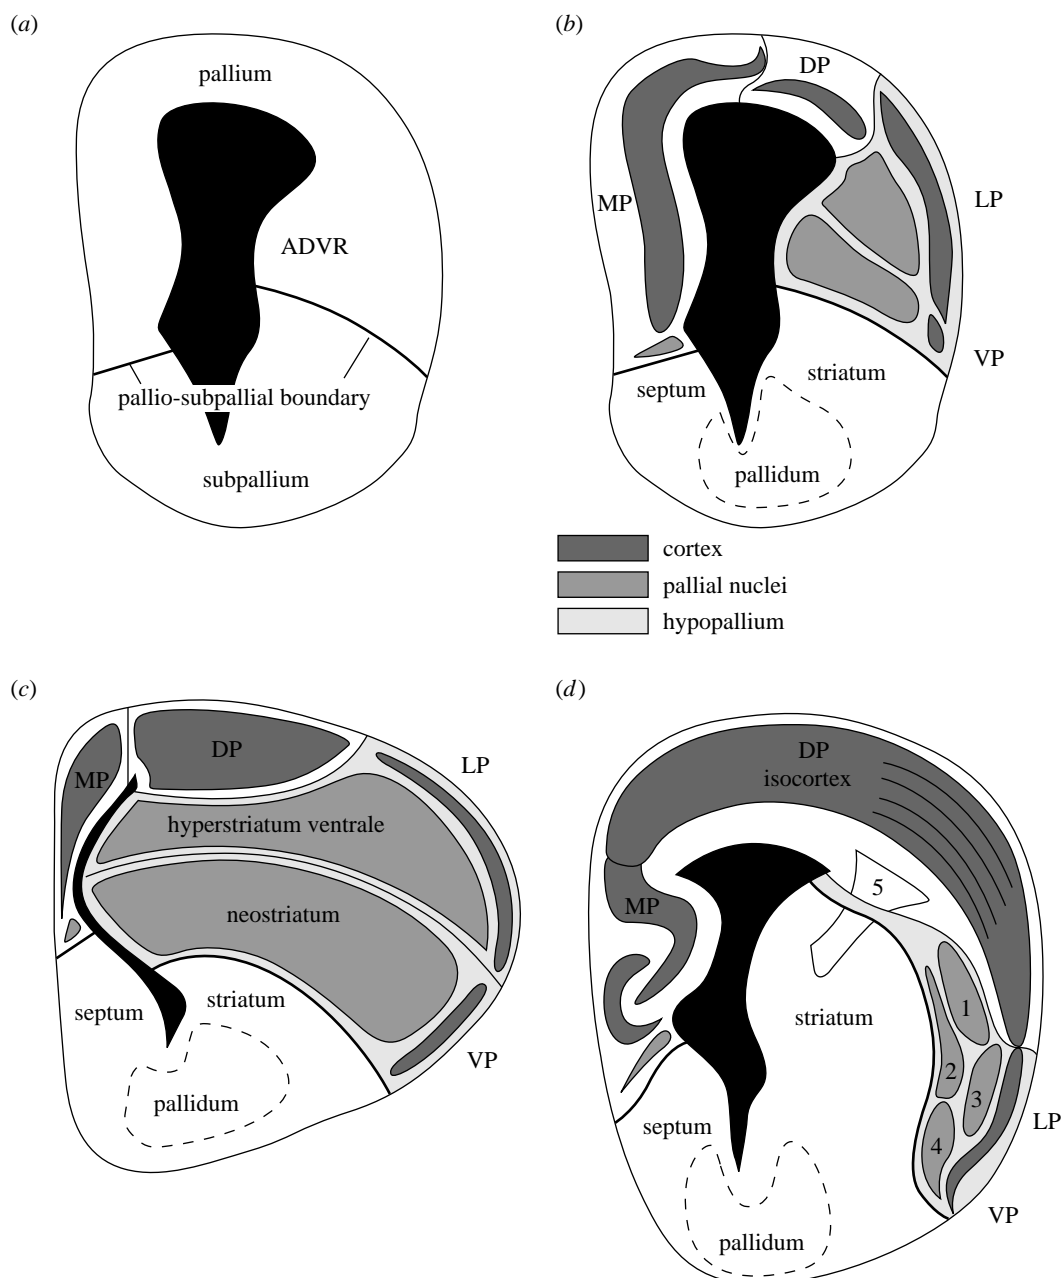 (a)
pallium
ADVR
pallio-subpallial boundary
subpallium
(b)
DP
MP
LP
VP
septum
striatum
pallidum
cortex
pallial nuclei
hypopallium
(c)
DP
MP
LP
hyperstriatum ventrale
neostriatum
septum
striatum
VP
pallidum
(d)
DP
isocortex
5
MP
striatum
1
2
3
4
LP
septum
VP
pallidum